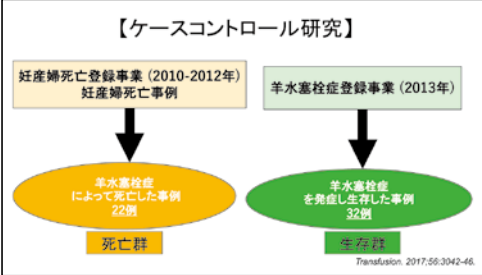 【ケースコントロール研究】
妊産婦死亡登録事業 (2010-2012年)
妊産婦死亡事例
羊水塞栓症登録事業 (2013年)
羊水塞栓症
によって死亡した事例
22例
羊水塞栓症
を発症し生存した事例
32例
死亡群
生存群
Transfusion. 2017;56:3042-46.